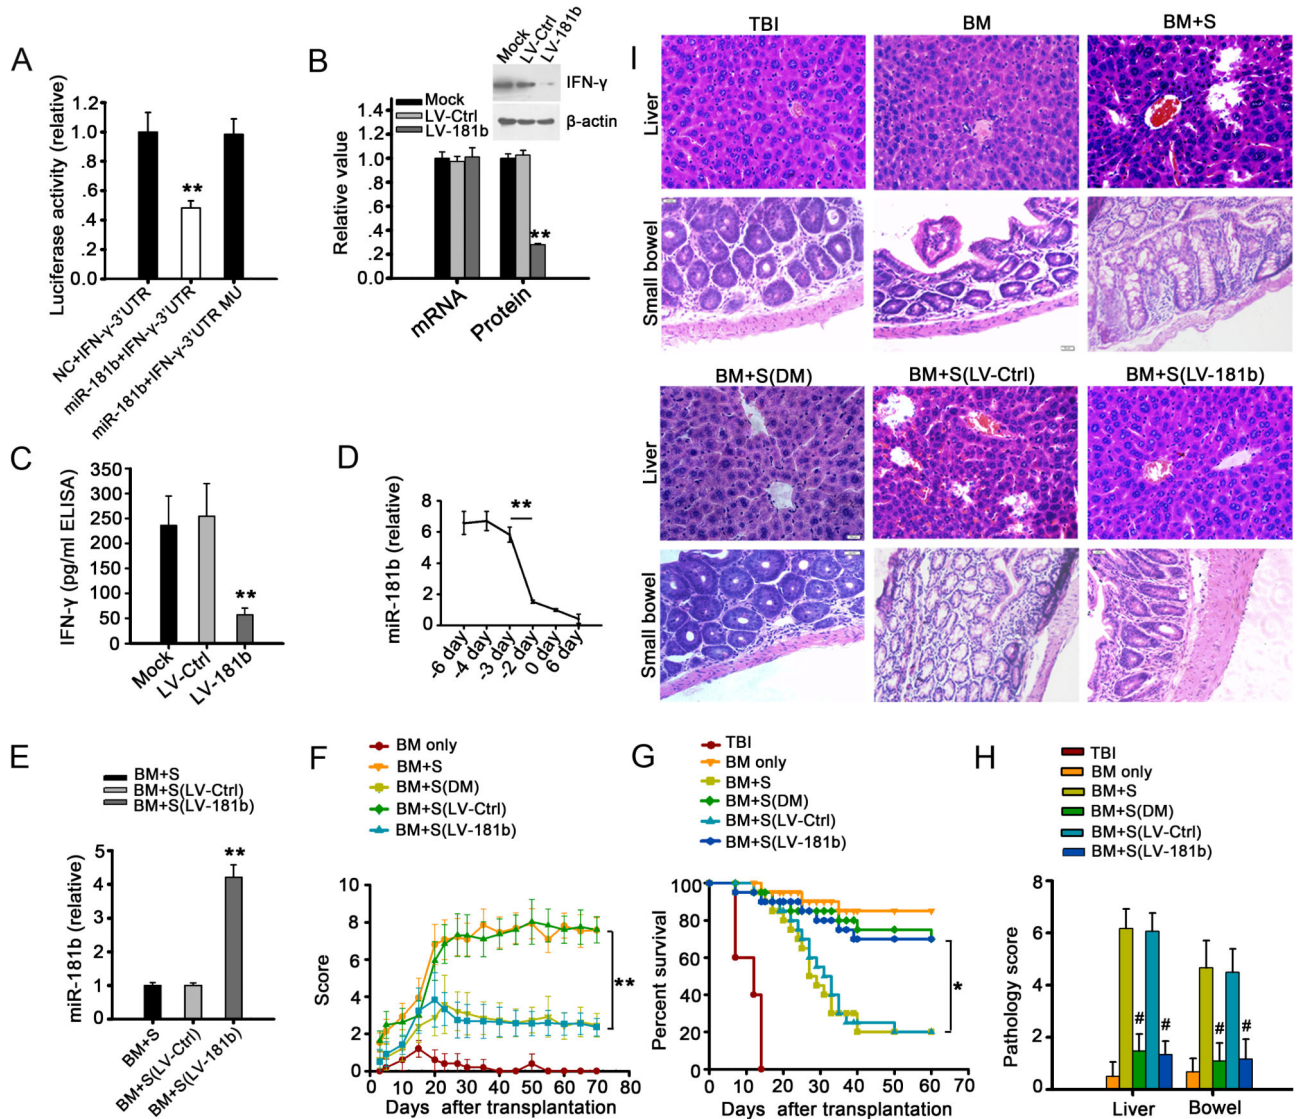 A
Luciferase activity (relative)
1.2
1.0
.8
.6
.4
.2
0.0
**
NC+IFN-γ-3'UTR
miR-181b+IFN-γ-3'UTR
miR-181b+IFN-γ-3'UTR MU
B
Mock
LV-Ctrl
LV-181b
IFN-γ
β-actin
Mock
LV-Ctrl
LV-181b
Relative value
1.4
1.2
1.0
.8
.6
.4
.2
0.0
**
mRNA
Protein
C
IFN-γ (pg/ml ELISA)
350
300
250
200
150
100
50
0
**
Mock
LV-Ctrl
LV-181b
D
miR-181b (relative)
8
6
4
2
0
**
-6 day
-4 day
-3 day
-2 day
0 day
6 day
I
TBI
BM
BM+S
Liver
Small bowel
BM+S(DM)
BM+S(LV-Ctrl)
BM+S(LV-181b)
Liver
Small bowel
E
BM+S
BM+S(LV-Ctrl)
BM+S(LV-181b)
miR-181b (relative)
5
4
3
2
1
0
**
BM+S
BM+S(LV-Ctrl)
BM+S(LV-181b)
F
BM only
BM+S
BM+S(DM)
BM+S(LV-Ctrl)
BM+S(LV-181b)
Score
10
8
6
4
2
0
**
0 10 20 30 40 50 60 70 80
Days after transplantation
G
TBI
BM only
BM+S
BM+S(DM)
BM+S(LV-Ctrl)
BM+S(LV-181b)
Percent survival
100
80
60
40
20
0
*
0 10 20 30 40 50 60 70
Days after transplantation
H
TBI
BM only
BM+S
BM+S(DM)
BM+S(LV-Ctrl)
BM+S(LV-181b)
Pathology score
8
6
4
2
0
# # # #
Liver Bowel